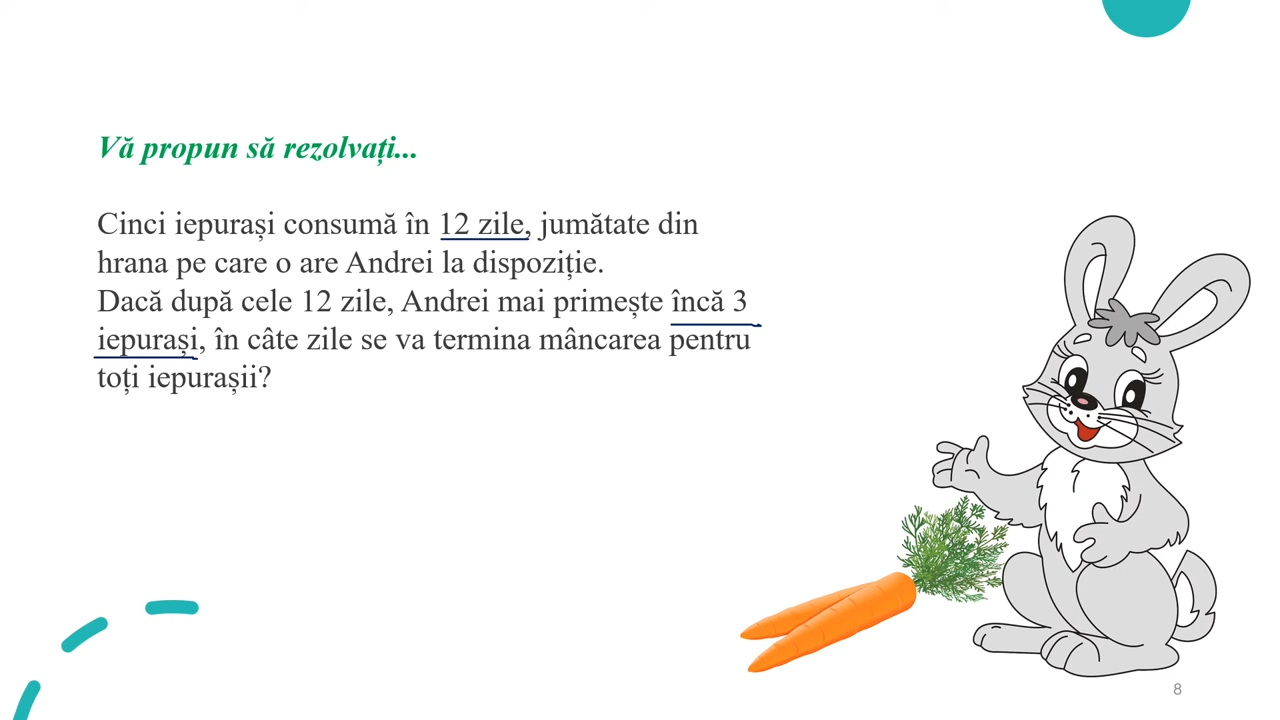 Vă propun să rezolvați...
Cinci iepurași consumă în 12 zile, jumătate din
hrana pe care o are Andrei la dispoziție.
Dacă după cele 12 zile, Andrei mai primește încă 3
iepurași, în câte zile se va termina mâncarea pentru
toți iepurașii?
8